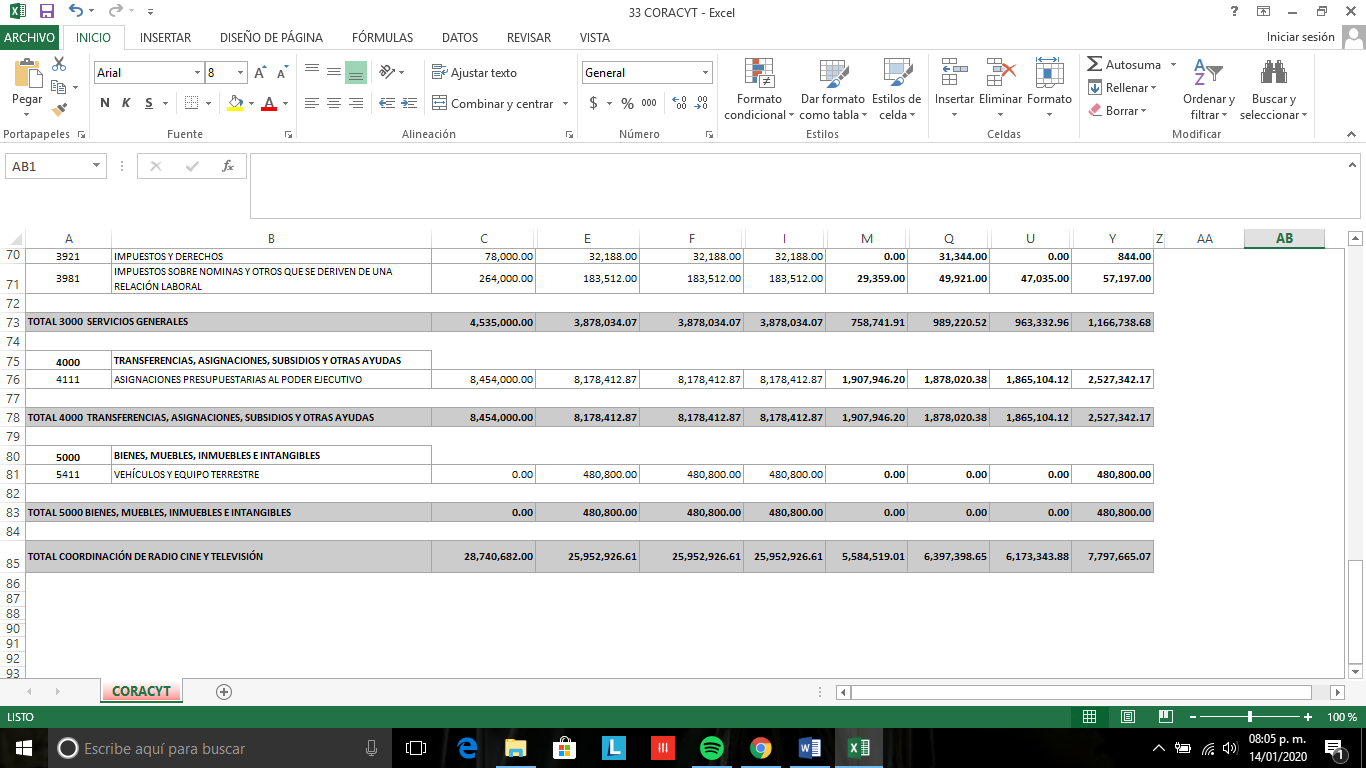 33 CORACYT - Excel
?
Iniciar sesión
ARCHIVO INICIO INSERTAR DISEÑO DE PÁGINA FÓRMULAS DATOS REVISAR VISTA
Pegar
Portapapeles
Arial 8
N K S
Fuente
Ajustar texto
Combinar y centrar
Alineación
General
$ % 000
Número
Formato condicional
Dar formato como tabla
Estilos de celda
Estilos
Insertar Eliminar Formato
Celdas
Autosuma
Rellenar
Borrar
Ordenar y filtrar
Buscar y seleccionar
Modificar
AB1 fx
A B C E F I M Q U Y Z AA AB
70 3921 IMPUESTOS Y DERECHOS 78,000.00 32,188.00 32,188.00 32,188.00 0.00 31,344.00 0.00 844.00
71 3981 IMPUESTOS SOBRE NOMINAS Y OTROS QUE SE DERIVEN DE UNA
RELACIÓN LABORAL 264,000.00 183,512.00 183,512.00 183,512.00 29,359.00 49,921.00 47,035.00 57,197.00
72
73 TOTAL 3000 SERVICIOS GENERALES 4,535,000.00 3,878,034.07 3,878,034.07 3,878,034.07 758,741.91 989,220.52 963,332.96 1,166,738.68
74
75 4000 TRANSFERENCIAS, ASIGNACIONES, SUBSIDIOS Y OTRAS AYUDAS
76 4111 ASIGNACIONES PRESUPUESTARIAS AL PODER EJECUTIVO 8,454,000.00 8,178,412.87 8,178,412.87 8,178,412.87 1,907,946.20 1,878,020.38 1,865,104.12 2,527,342.17
77
78 TOTAL 4000 TRANSFERENCIAS, ASIGNACIONES, SUBSIDIOS Y OTRAS AYUDAS 8,454,000.00 8,178,412.87 8,178,412.87 8,178,412.87 1,907,946.20 1,878,020.38 1,865,104.12 2,527,342.17
79
80 5000 BIENES, MUEBLES, INMUEBLES E INTANGIBLES
81 5411 VEHÍCULOS Y EQUIPO TERRESTRE 0.00 480,800.00 480,800.00 480,800.00 0.00 0.00 0.00 480,800.00
82
83 TOTAL 5000 BIENES, MUEBLES, INMUEBLES E INTANGIBLES 0.00 480,800.00 480,800.00 480,800.00 0.00 0.00 0.00 480,800.00
84
85 TOTAL COORDINACIÓN DE RADIO CINE Y TELEVISIÓN 28,740,682.00 25,952,926.61 25,952,926.61 25,952,926.61 5,584,519.01 6,397,398.65 6,173,343.88 7,797,665.07
86
87
88
90
91
92
93
CORACYT
LISTO 100 %
Escribe aquí para buscar
08:05 p. m.
14/01/2020
1